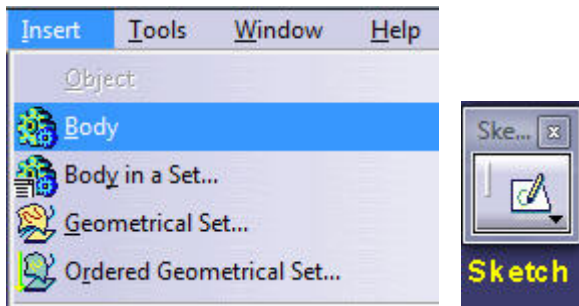 Insert Tools Window Help
Object
Body
Body in a Set...
Geometrical Set...
Ordered Geometrical Set...
Ske...
Sketch